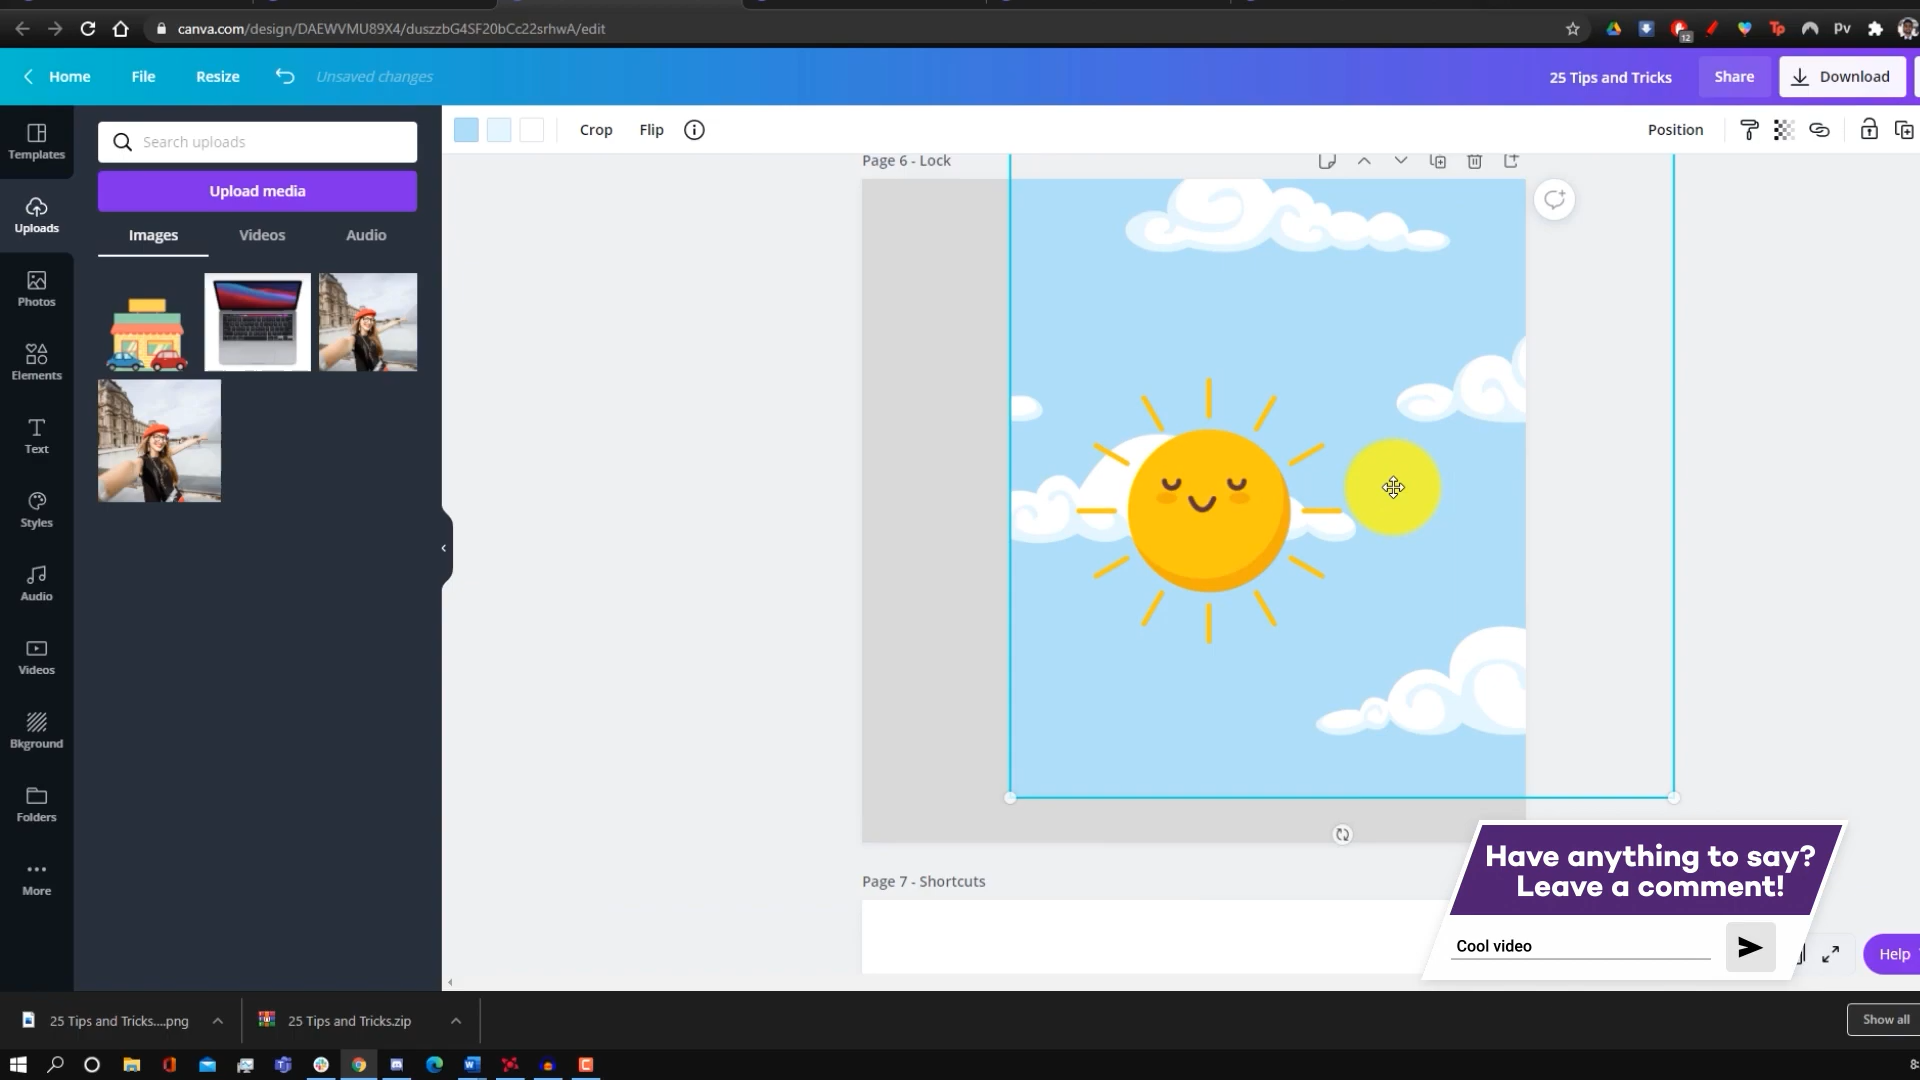 canva.com/design/DAEWVMU89X4/duszzbG4SF20bCc22srhwA/edit
12
Tp
Pv
Home
File
Resize
Unsaved changes
25 Tips and Tricks
Share
Download
Templates
Uploads
Photos
Elements
Text
Styles
Audio
Videos
Bkground
Folders
More
Search uploads
Upload media
Images
Videos
Audio
Crop
Flip
Position
Page 6 - Lock
Page 7 - Shortcuts
Have anything to say?
Leave a comment!
Cool video
Help
25 Tips and Tricks....png
25 Tips and Tricks.zip
Show all